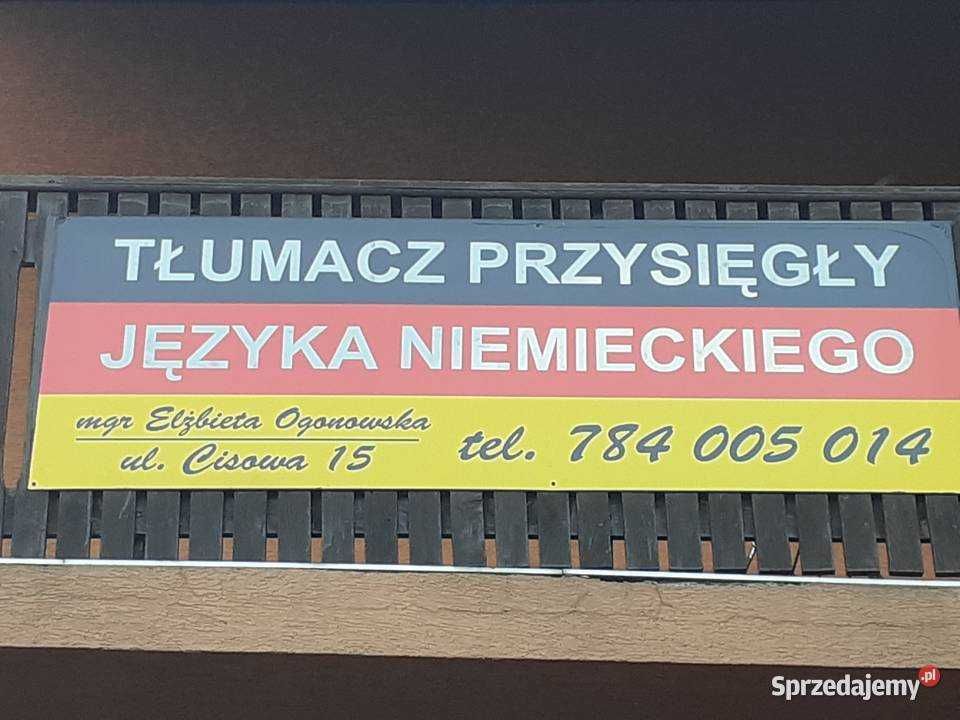 TŁUMACZ PRZYSIĘGŁY
JĘZYKA NIEMIECKIEGO
mgr Elżbieta Ogonowska
ul. Cisowa 15
tel. 784 005 014
Sprzedajemy.pl